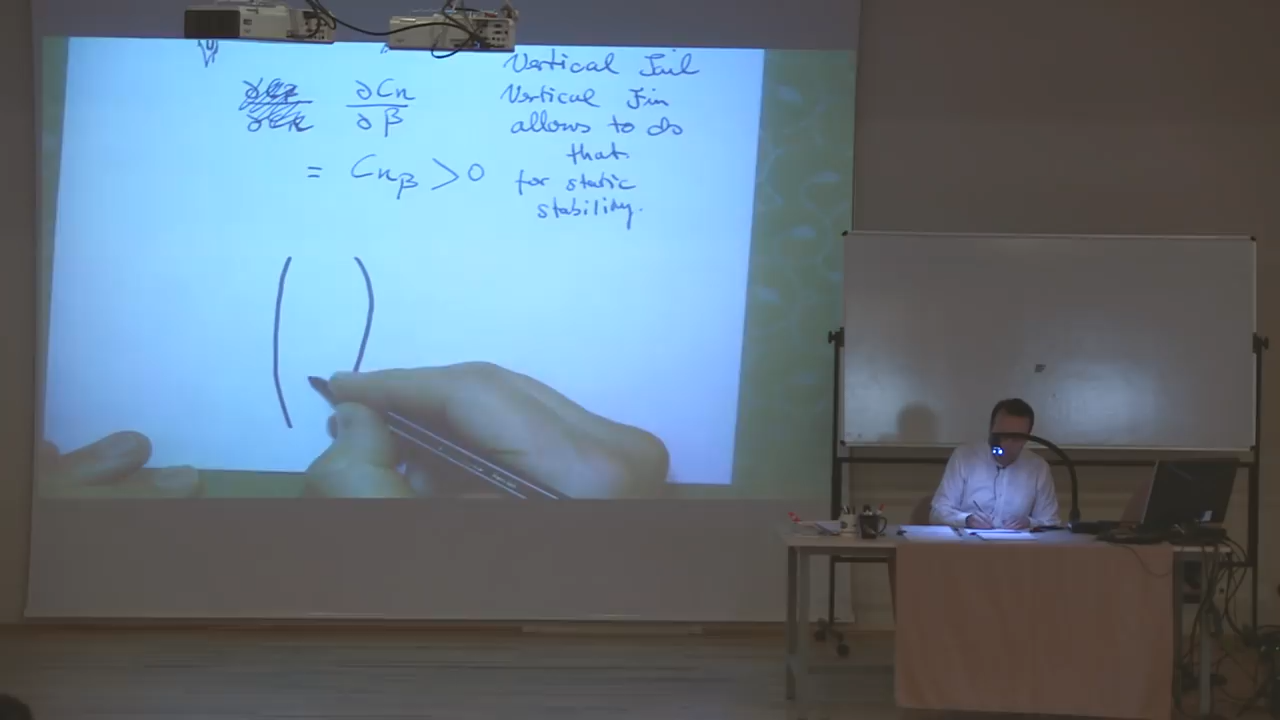 Vertical Tail
∂Cn Vertical Fin
∂β allows to do
that.
= Cnβ > 0 for static
stability.